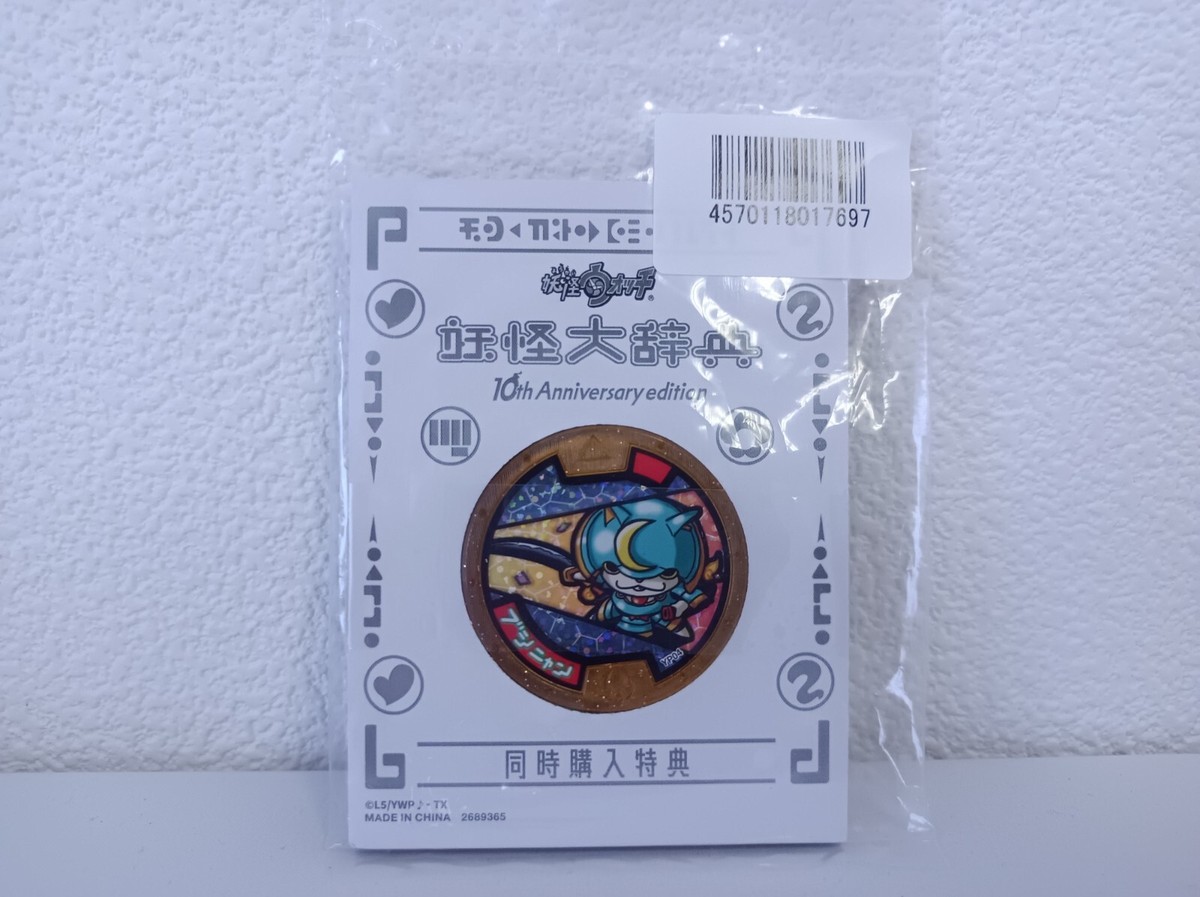 4570118017697
妖怪ウォッチ®
妖怪大辞典
10th Anniversary edition
ブシニャン
YP04
同時購入特典
©L5/YWP♪・TX
MADE IN CHINA 2689365